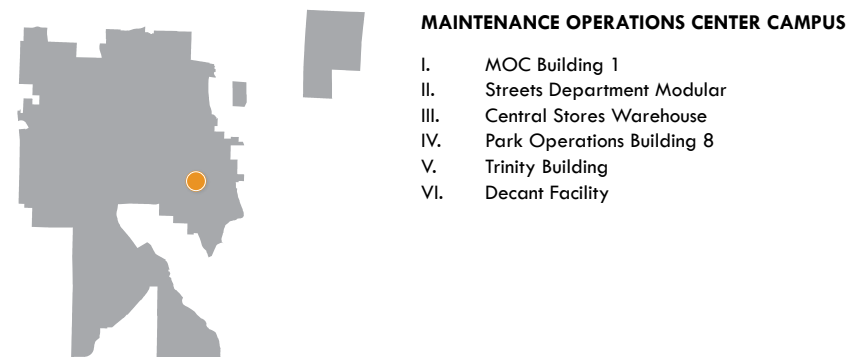 MAINTENANCE OPERATIONS CENTER CAMPUS
I. MOC Building 1
II. Streets Department Modular
III. Central Stores Warehouse
IV. Park Operations Building 8
V. Trinity Building
VI. Decant Facility